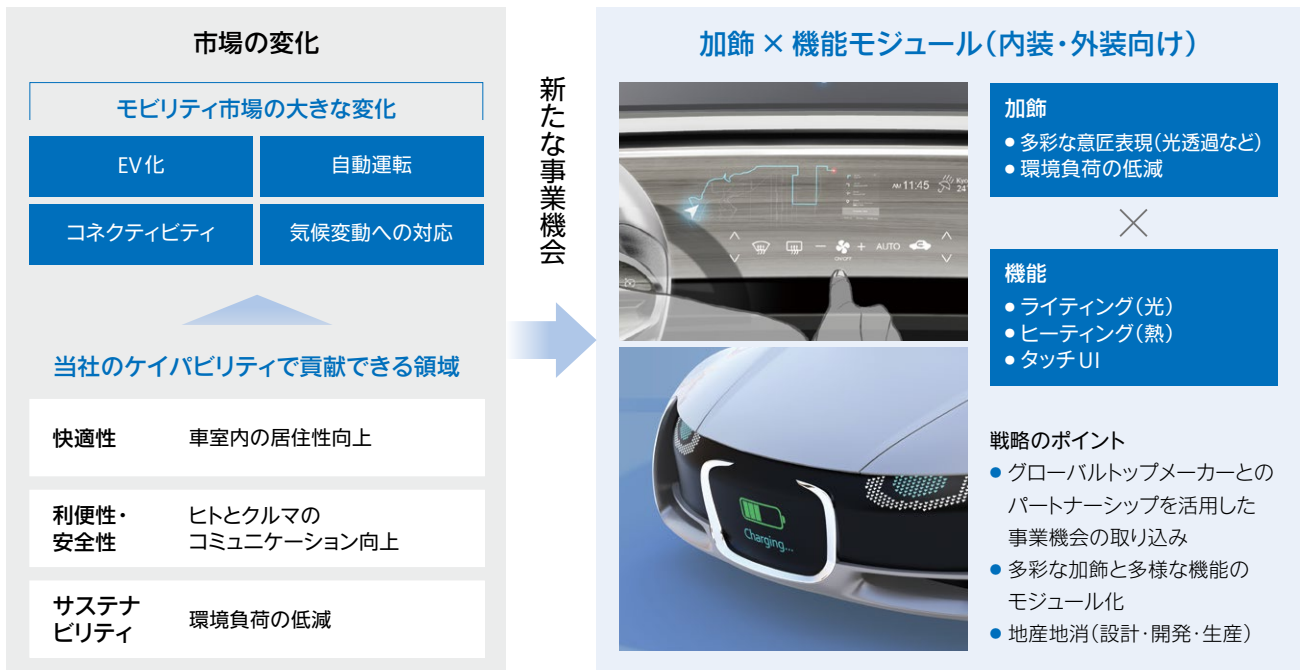 市場の変化
モビリティ市場の大きな変化
EV化
自動運転
コネクティビティ
気候変動への対応
当社のケイパビリティで貢献できる領域
快適性
車室内の居住性向上
利便性・
安全性
ヒトとクルマの
コミュニケーション向上
サステナ
ビリティ
環境負荷の低減
新たな事業機会
加飾 × 機能モジュール(内装・外装向け)
AM 11:45
24°
AUTO
ON/OFF
Charging...
加飾
● 多彩な意匠表現(光透過など)
● 環境負荷の低減
×
機能
● ライティング(光)
● ヒーティング(熱)
● タッチUI
戦略のポイント
● グローバルトップメーカーとの
パートナーシップを活用した
事業機会の取り込み
● 多彩な加飾と多様な機能の
モジュール化
● 地産地消(設計・開発・生産)